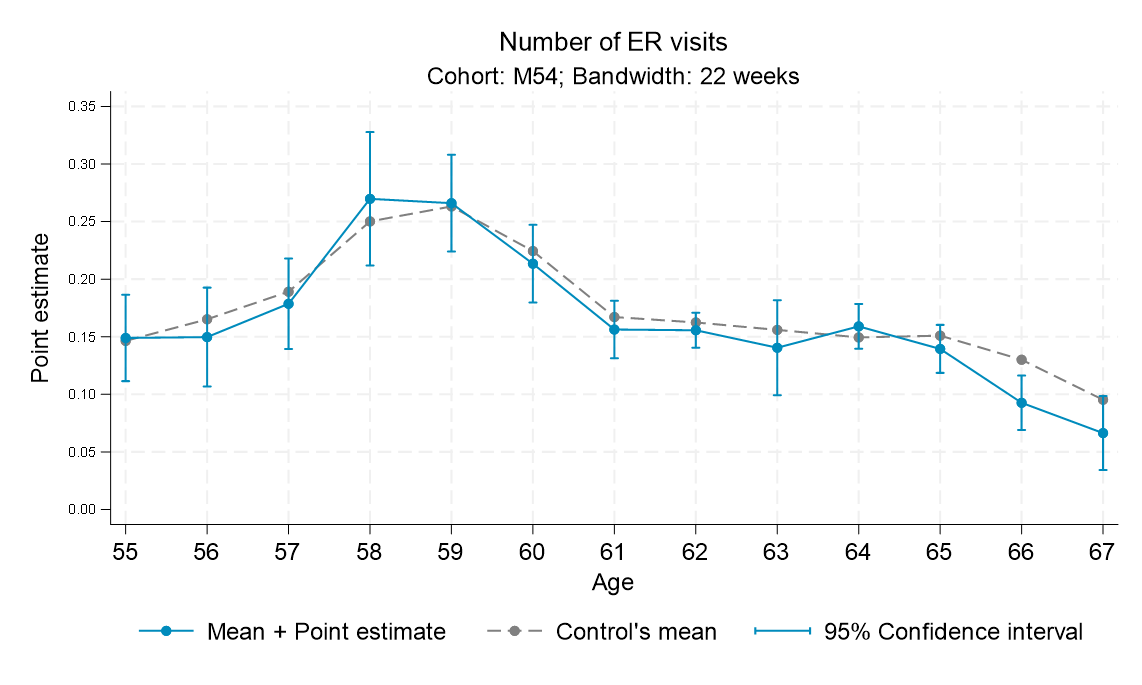 Number of ER visits
Cohort: M54; Bandwidth: 22 weeks
Point estimate
0.35
0.30
0.25
0.20
0.15
0.10
0.05
0.00
55 56 57 58 59 60 61 62 63 64 65 66 67
Age
Mean + Point estimate Control's mean 95% Confidence interval